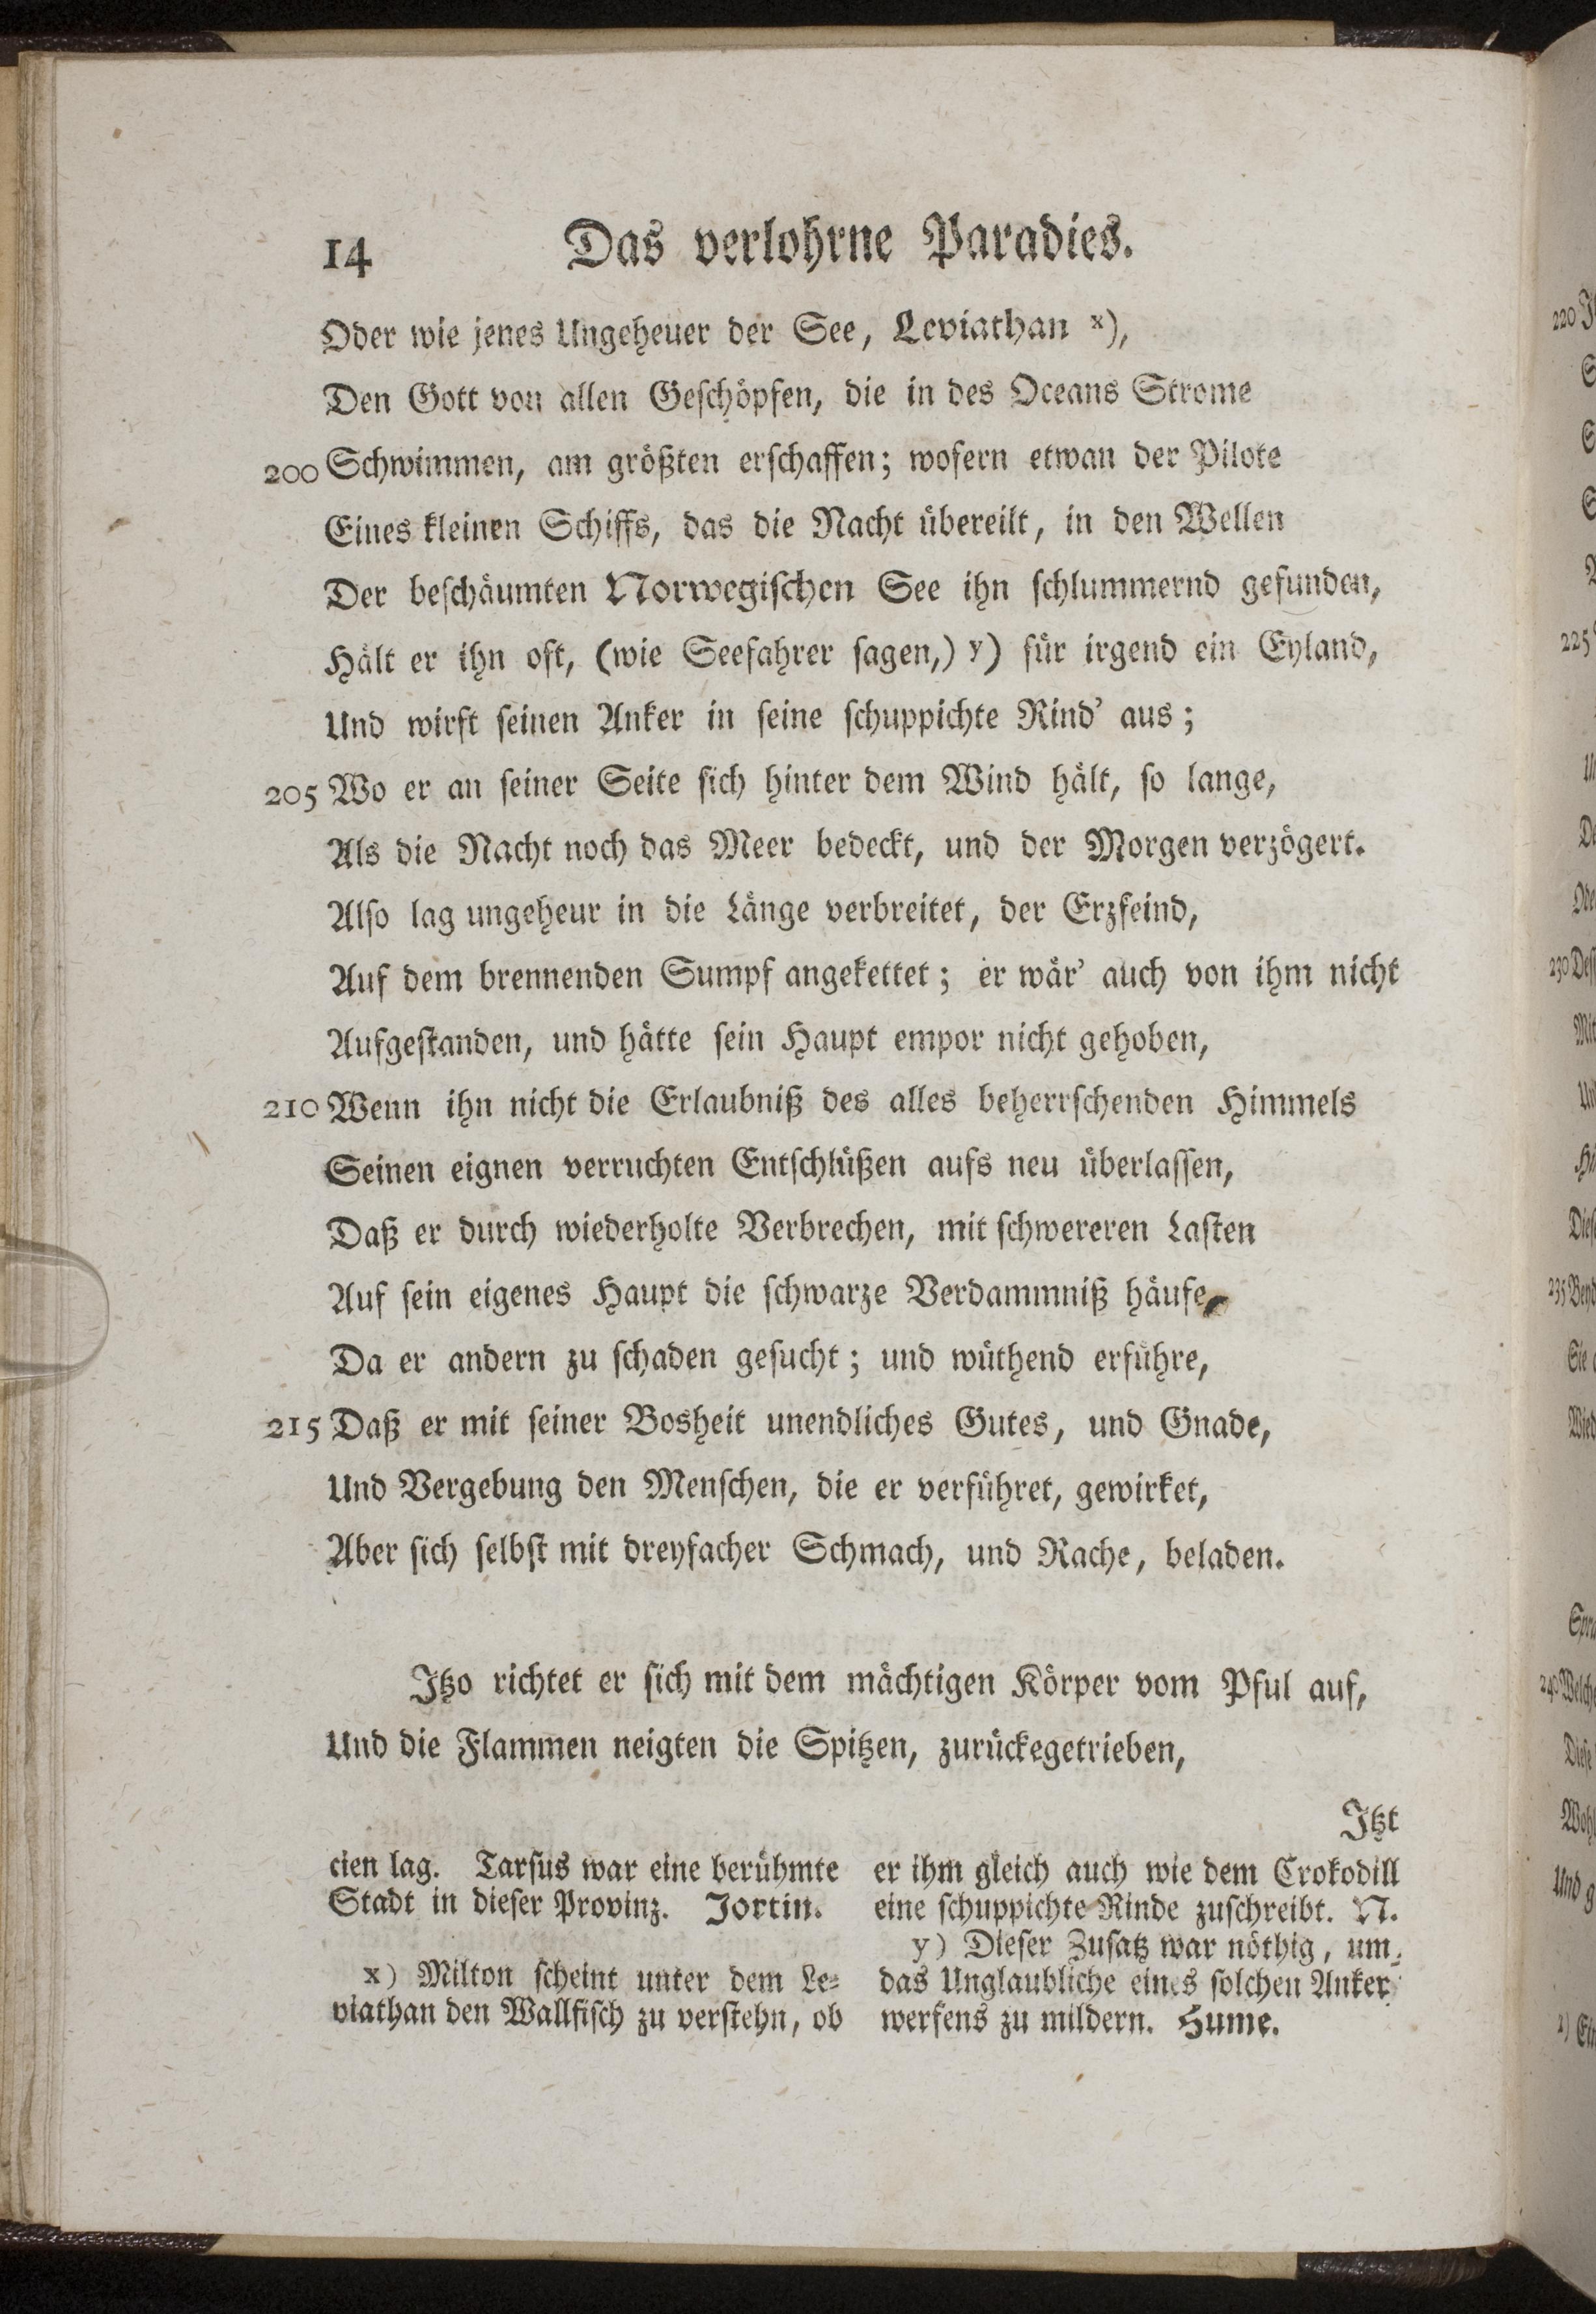 14 Das verlohrne Paradies.
Oder wie jenes Ungeheuer der See, Leviathan x),
Den Gott von allen Geschöpfen, die in des Oceans Strome
200 Schwimmen, am größten erschaffen; wofern etwan der Pilote
Eines kleinen Schiffs, das die Nacht übereilt, in den Wellen
Der beschäumten Norwegischen See ihn schlummernd gefunden,
Hält er ihn oft, (wie Seefahrer sagen,) y) für irgend ein Eyland,
Und wirft seinen Anker in seine schuppichte Rind' aus;
205 Wo er an seiner Seite sich hinter dem Wind hält, so lange,
Als die Nacht noch das Meer bedeckt, und der Morgen verzögert.
Also lag ungeheur in die Länge verbreitet, der Erzfeind,
Auf dem brennenden Sumpf angekettet; er wär' auch von ihm nicht
Aufgestanden, und hätte sein Haupt empor nicht gehoben,
210 Wenn ihn nicht die Erlaubniß des alles beherrschenden Himmels
Seinen eignen verruchten Entschlüßen aufs neu überlassen,
Daß er durch wiederholte Verbrechen, mit schwereren Lasten
Auf sein eigenes Haupt die schwarze Verdammniß häufe,
Da er andern zu schaden gesucht; und wüthend erführe,
215 Daß er mit seiner Bosheit unendliches Gutes, und Gnade,
Und Vergebung den Menschen, die er verführet, gewirket,
Aber sich selbst mit dreyfacher Schmach, und Rache, beladen.
Itzo richtet er sich mit dem mächtigen Körper vom Pful auf,
Und die Flammen neigten die Spitzen, zurückegetrieben,
Itzt
cien lag. Tarsus war eine berühmte
Stadt in dieser Provinz. Jortin.
x) Milton scheint unter dem Le=
viathan den Wallfisch zu verstehn, ob
er ihm gleich auch wie dem Crokodill
eine schuppichte Rinde zuschreibt. N.
y) Dieser Zusatz war nöthig, um
das Unglaubliche eines solchen Anker
werfens zu mildern. Hume.
220
225
230
235
240